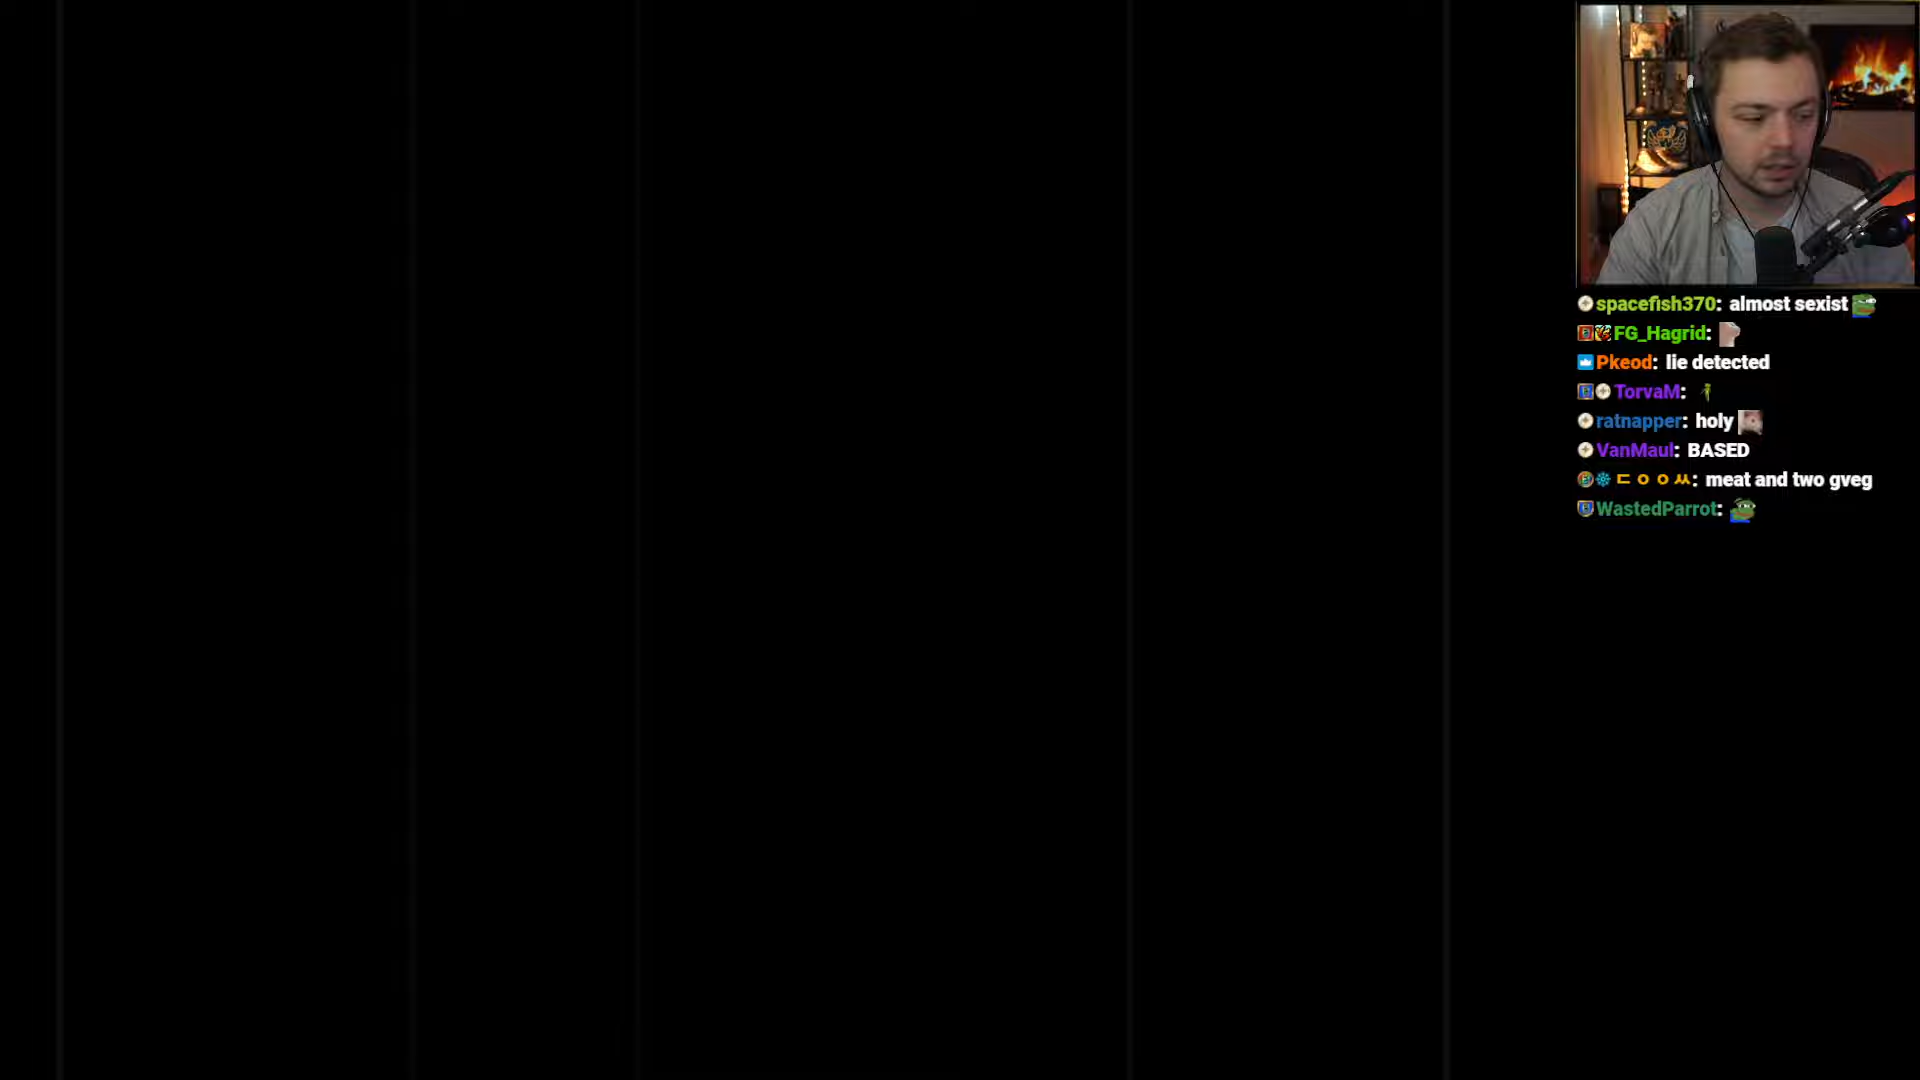 spacefish370: almost sexist
FG_Hagrid:
Pkeod: lie detected
TorvaM:
ratnapper: holy
VanMaul: BASED
ㄷㅇㅇㅆ: meat and two gveg
WastedParrot: